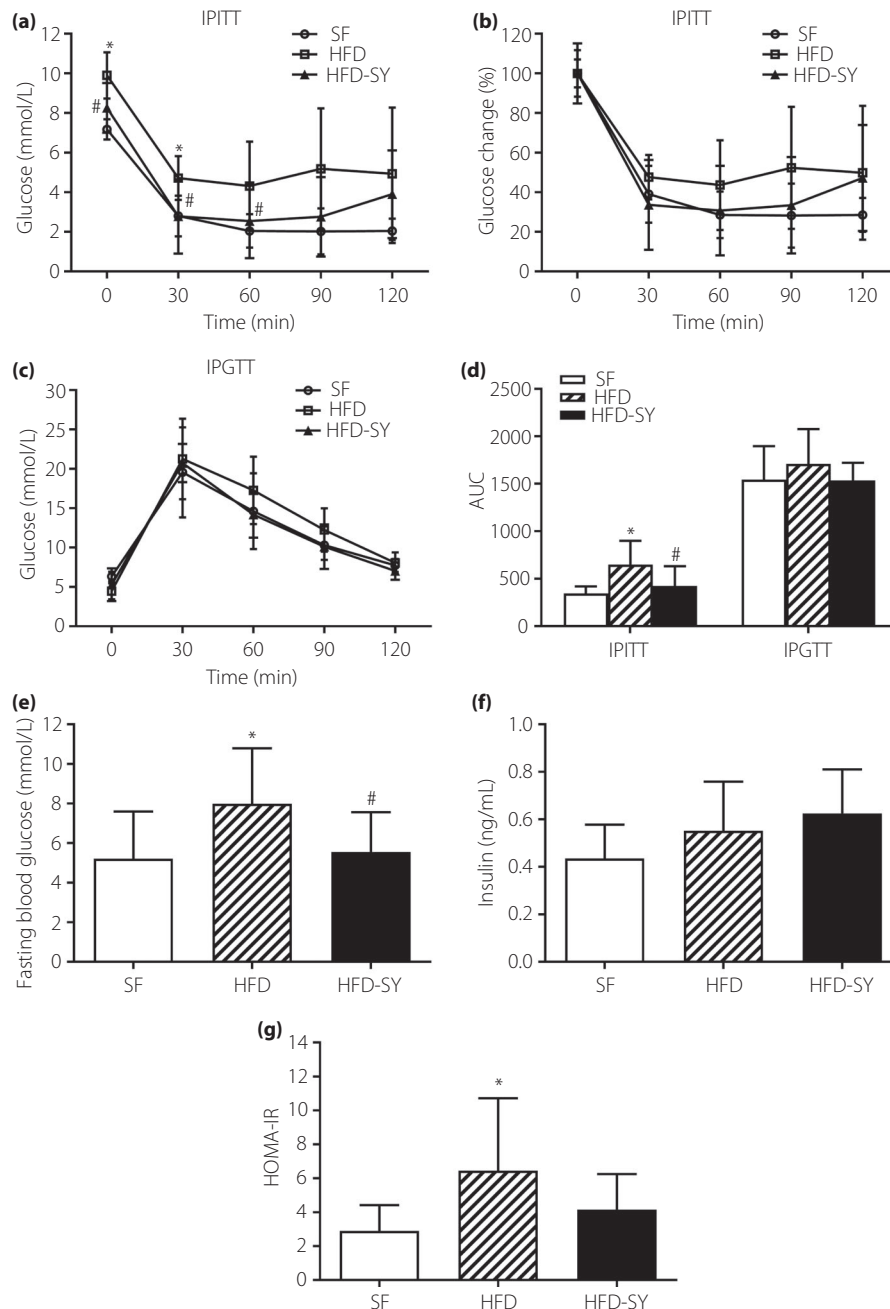 (a)
IPITT
SF
HFD
HFD-SY
Glucose (mmol/L)
12
10
8
6
4
2
0
*
#
*
#
#
0 30 60 90 120
Time (min)
(b)
IPITT
SF
HFD
HFD-SY
Glucose change (%)
120
100
80
60
40
20
0
0 30 60 90 120
Time (min)
(c)
IPGTT
SF
HFD
HFD-SY
Glucose (mmol/L)
30
25
20
15
10
5
0
0 30 60 90 120
Time (min)
(d)
SF
HFD
HFD-SY
AUC
2500
2000
1500
1000
500
0
*
#
IPITT IPGTT
(e)
Fasting blood glucose (mmol/L)
12
10
8
6
4
2
0
*
#
SF HFD HFD-SY
(f)
Insulin (ng/mL)
1.0
0.8
0.6
0.4
0.2
0.0
SF HFD HFD-SY
(g)
HOMA-IR
14
12
10
8
6
4
2
0
*
SF HFD HFD-SY